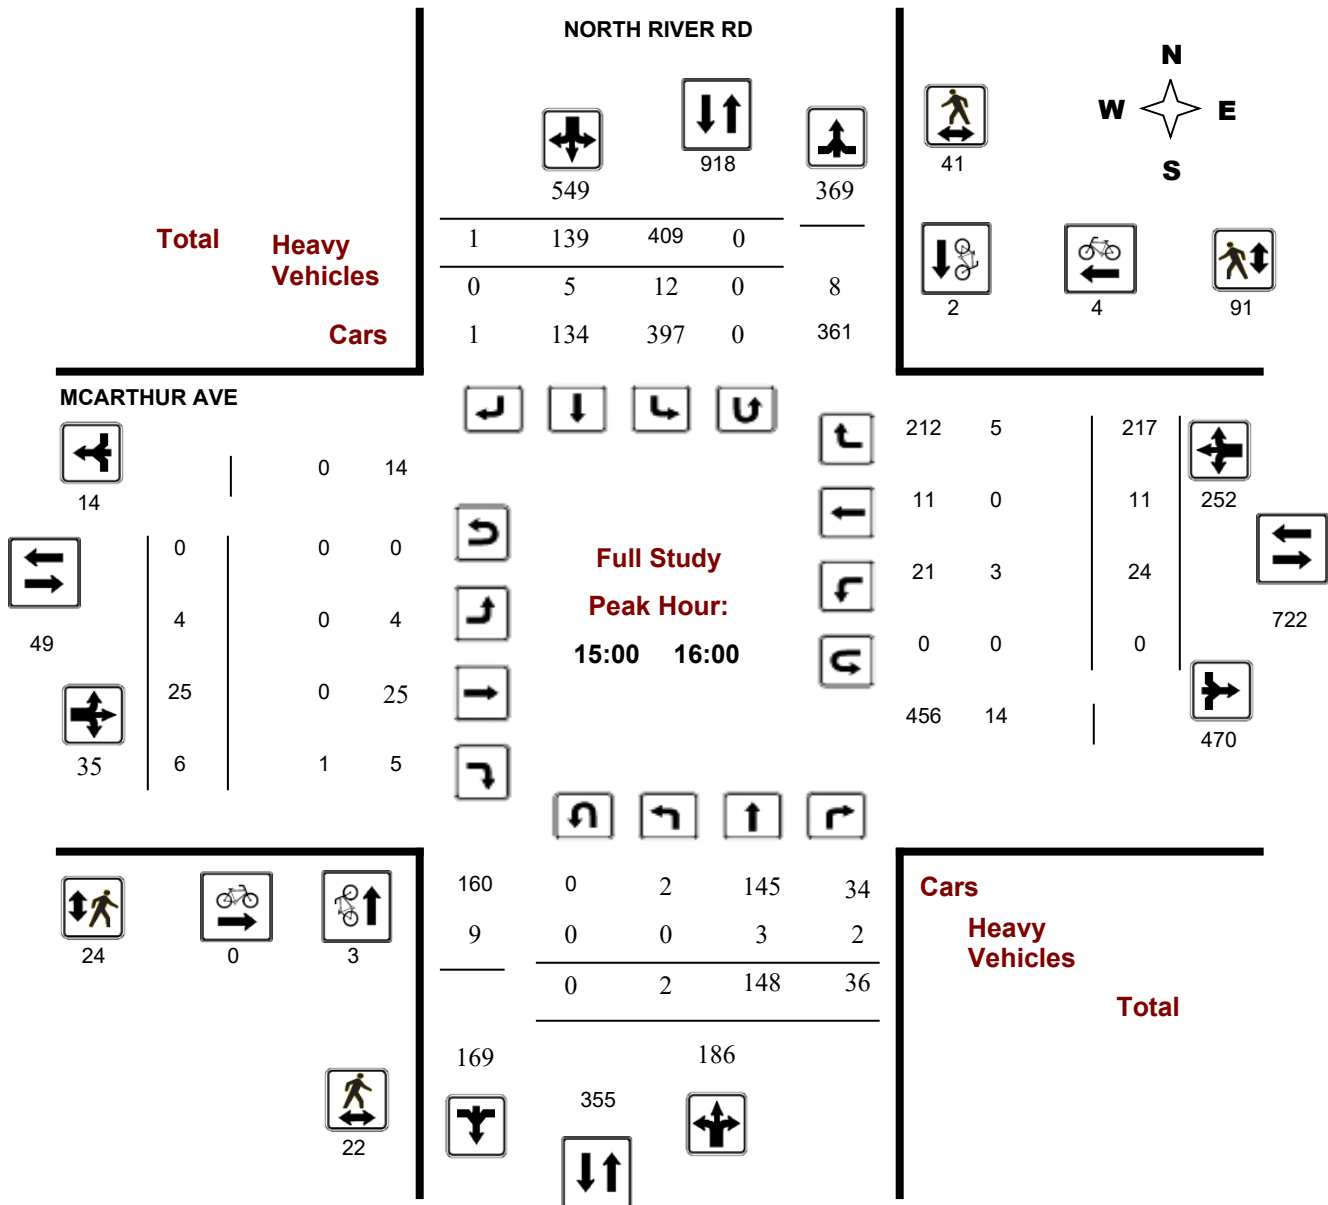 NORTH RIVER RD
N
W E
S
918
41
549 369
Total Heavy
Vehicles
Cars
1 139 409 0
0 5 12 0 8
1 134 397 0 361
2 4 91
MCARTHUR AVE
14
0 14
0 0 0
4 0 4
49
25 0 25
35 6 1 5
Full Study
Peak Hour:
15:00 16:00
212 5 217
11 0 11 252
21 3 24
722
0 0 0
456 14 470
24 0 3
22
160 0 2 145 34
9 0 0 3 2
0 2 148 36
169 186
355
Cars
Heavy
Vehicles
Total